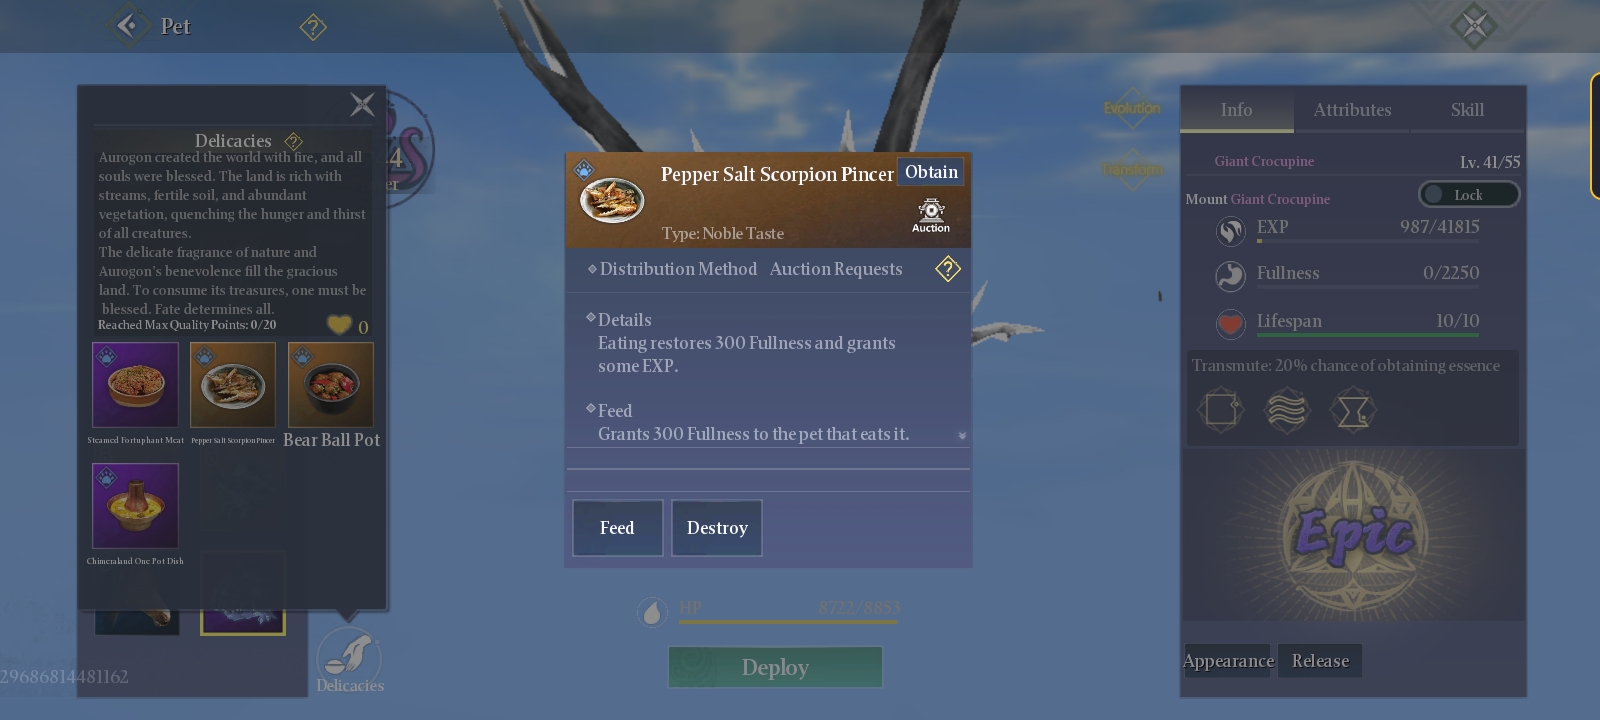 Pet
?
Delicacies ?
Aurogon created the world with fire, and all
souls were blessed. The land is rich with
streams, fertile soil, and abundant
vegetation, quenching the hunger and thirst
of all creatures.
The delicate fragrance of nature and
Aurogon's benevolence fill the gracious
land. To consume its treasures, one must be
blessed. Fate determines all.
Reached Max Quality Points: 0/20
0
Steamed Fortuphant Meat
Pepper Salt Scorpion Pincer
Bear Ball Pot
Chimeraland One Pot Dish
29686814481162
Delicacies
Pepper Salt Scorpion Pincer
Obtain
Type: Noble Taste
Auction
Distribution Method Auction Requests ?
Details
Eating restores 300 Fullness and grants
some EXP.
Feed
Grants 300 Fullness to the pet that eats it.
Feed
Destroy
HP 8722/8853
Deploy
Evolution
Transform
Info
Attributes
Skill
Giant Crocupine
Lv. 41/55
Mount Giant Crocupine
Lock
EXP 987/41815
Fullness 0/2250
Lifespan 10/10
Transmute: 20% chance of obtaining essence
Epic
Appearance
Release